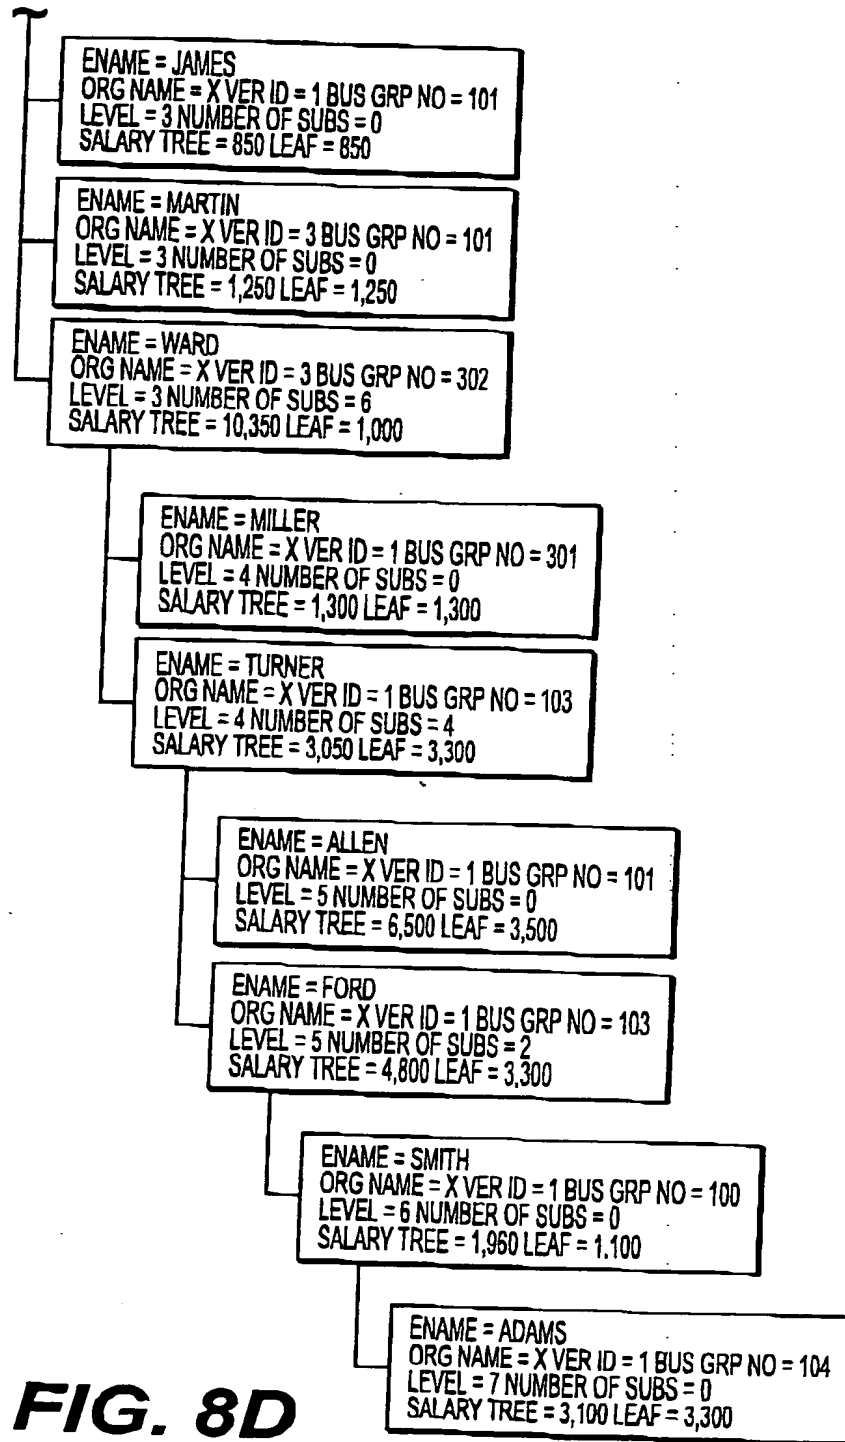 ENAME = JAMES
ORG NAME = X VER ID = 1 BUS GRP NO = 101
LEVEL = 3 NUMBER OF SUBS = 0
SALARY TREE = 850 LEAF = 850
ENAME = MARTIN
ORG NAME = X VER ID = 3 BUS GRP NO = 101
LEVEL = 3 NUMBER OF SUBS = 0
SALARY TREE = 1,250 LEAF = 1,250
ENAME = WARD
ORG NAME = X VER ID = 3 BUS GRP NO = 302
LEVEL = 3 NUMBER OF SUBS = 6
SALARY TREE = 10,350 LEAF = 1,000
ENAME = MILLER
ORG NAME = X VER ID = 1 BUS GRP NO = 301
LEVEL = 4 NUMBER OF SUBS = 0
SALARY TREE = 1,300 LEAF = 1,300
ENAME = TURNER
ORG NAME = X VER ID = 1 BUS GRP NO = 103
LEVEL = 4 NUMBER OF SUBS = 4
SALARY TREE = 3,050 LEAF = 3,300
ENAME = ALLEN
ORG NAME = X VER ID = 1 BUS GRP NO = 101
LEVEL = 5 NUMBER OF SUBS = 0
SALARY TREE = 6,500 LEAF = 3,500
ENAME = FORD
ORG NAME = X VER ID = 1 BUS GRP NO = 103
LEVEL = 5 NUMBER OF SUBS = 2
SALARY TREE = 4,800 LEAF = 3,300
ENAME = SMITH
ORG NAME = X VER ID = 1 BUS GRP NO = 100
LEVEL = 6 NUMBER OF SUBS = 0
SALARY TREE = 1,960 LEAF = 1.100
ENAME = ADAMS
ORG NAME = X VER ID = 1 BUS GRP NO = 104
LEVEL = 7 NUMBER OF SUBS = 0
SALARY TREE = 3,100 LEAF = 3,300
FIG. 8D